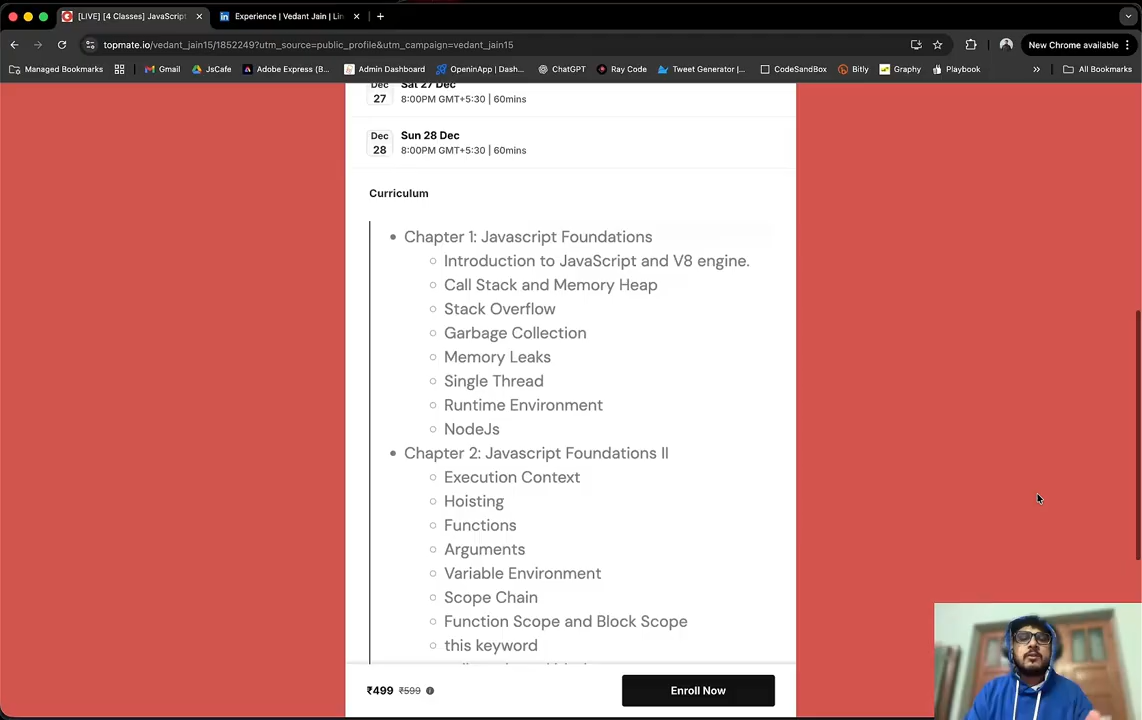 [LIVE] [4 Classes] JavaScript
Experience | Vedant Jain | Lin
topmate.io/vedant_jain15/1852249?utm_source=public_profile&utm_campaign=vedant_jain15
New Chrome available
Managed Bookmarks
Gmail
JsCafe
Adobe Express (B...
Admin Dashboard
OpeninApp | Dash...
ChatGPT
Ray Code
Tweet Generator |...
CodeSandBox
Bitly
Graphy
Playbook
All Bookmarks
Dec
27
Sat 27 Dec
8:00PM GMT+5:30 | 60mins
Dec
28
Sun 28 Dec
8:00PM GMT+5:30 | 60mins
Curriculum
Chapter 1: Javascript Foundations
Introduction to JavaScript and V8 engine.
Call Stack and Memory Heap
Stack Overflow
Garbage Collection
Memory Leaks
Single Thread
Runtime Environment
NodeJs
Chapter 2: Javascript Foundations II
Execution Context
Hoisting
Functions
Arguments
Variable Environment
Scope Chain
Function Scope and Block Scope
this keyword
₹499 ₹599
Enroll Now